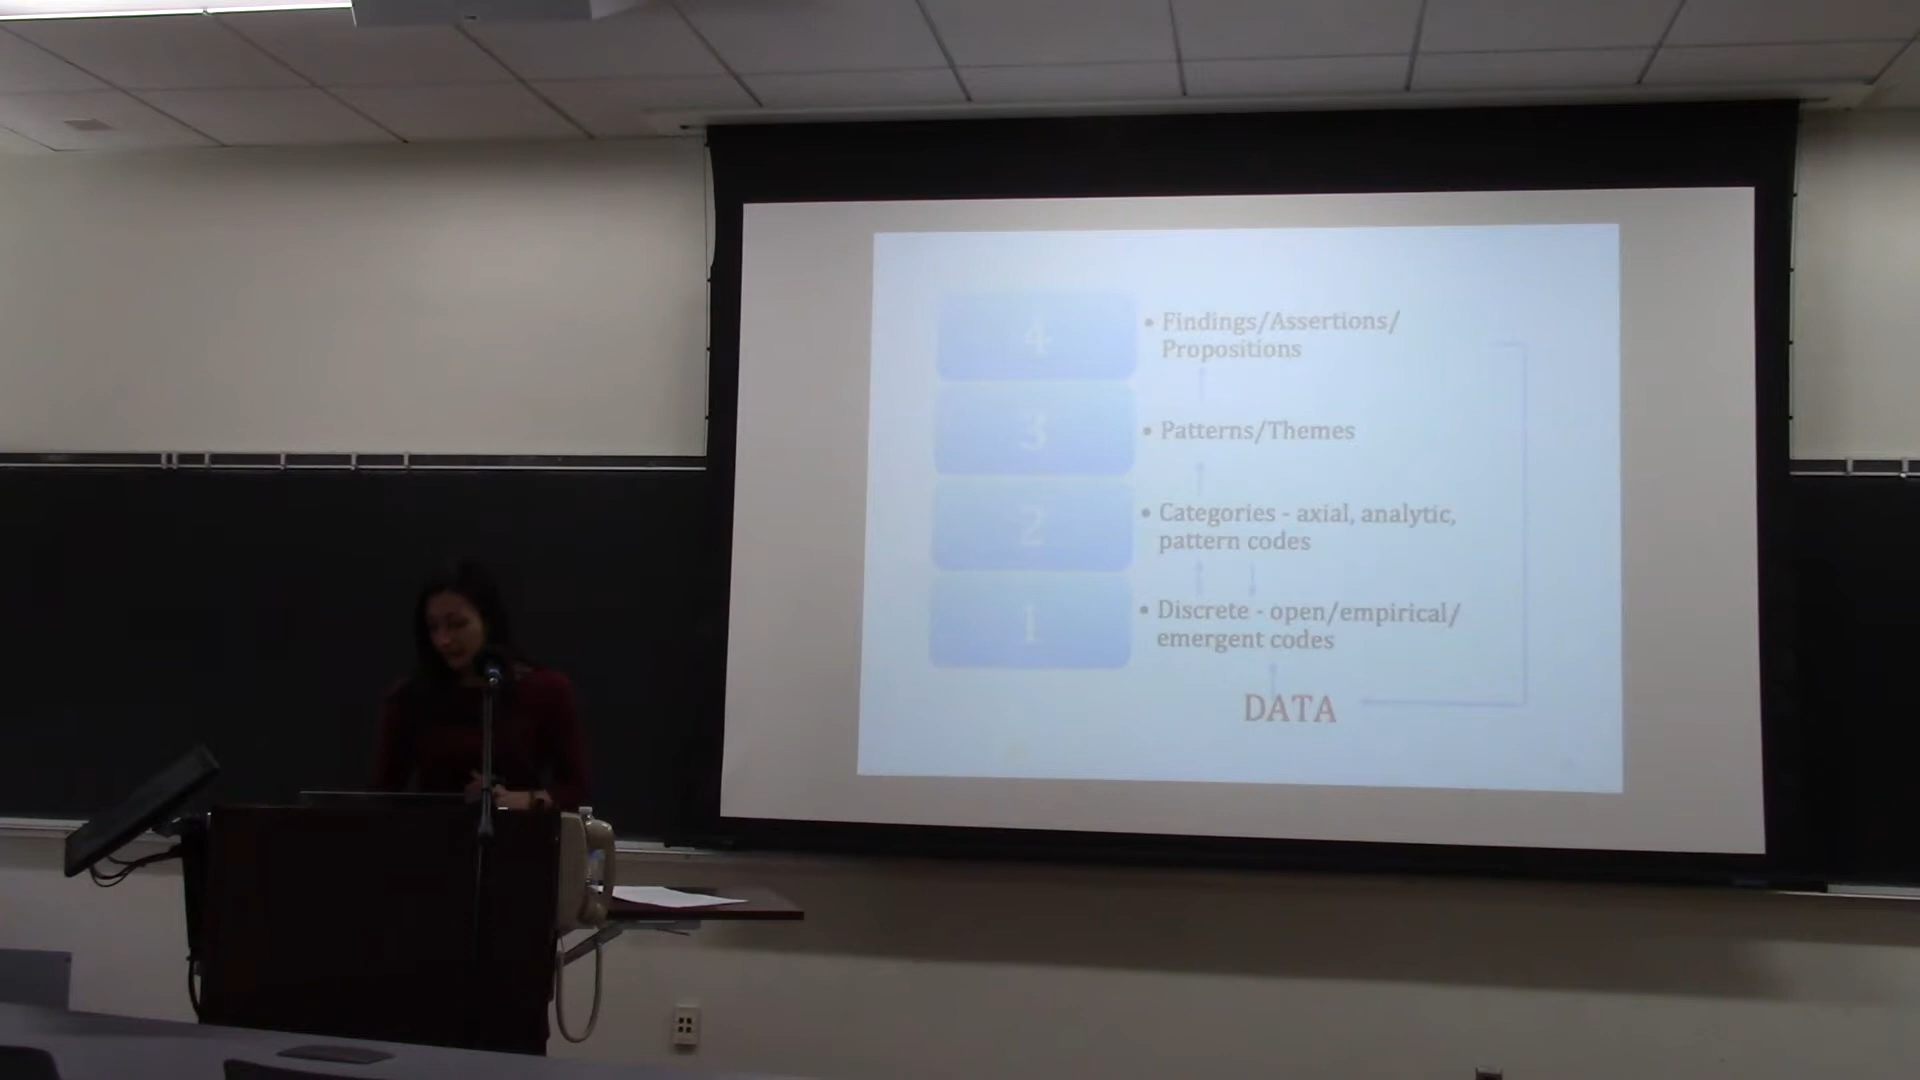 4
• Findings/Assertions/
Propositions
3
• Patterns/Themes
2
• Categories - axial, analytic,
pattern codes
1
• Discrete - open/empirical/
emergent codes
DATA